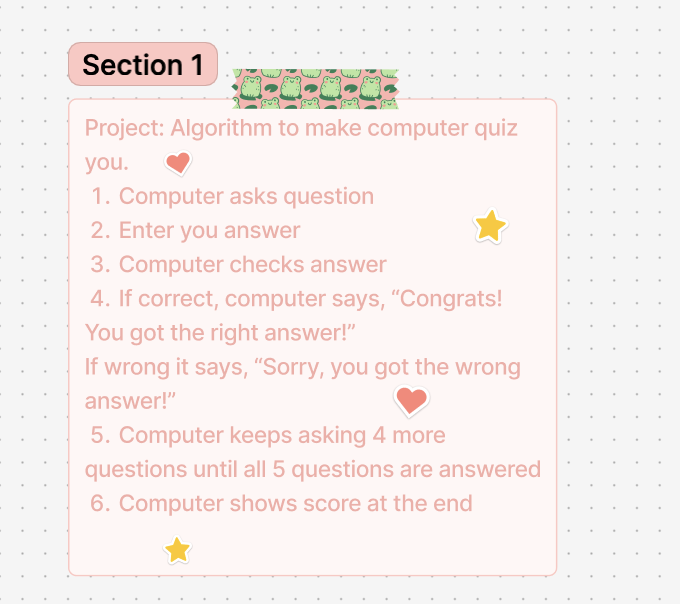 Section 1
Project: Algorithm to make computer quiz
you.
1. Computer asks question
2. Enter you answer
3. Computer checks answer
4. If correct, computer says, “Congrats!
You got the right answer!”
If wrong it says, “Sorry, you got the wrong
answer!”
5. Computer keeps asking 4 more
questions until all 5 questions are answered
6. Computer shows score at the end